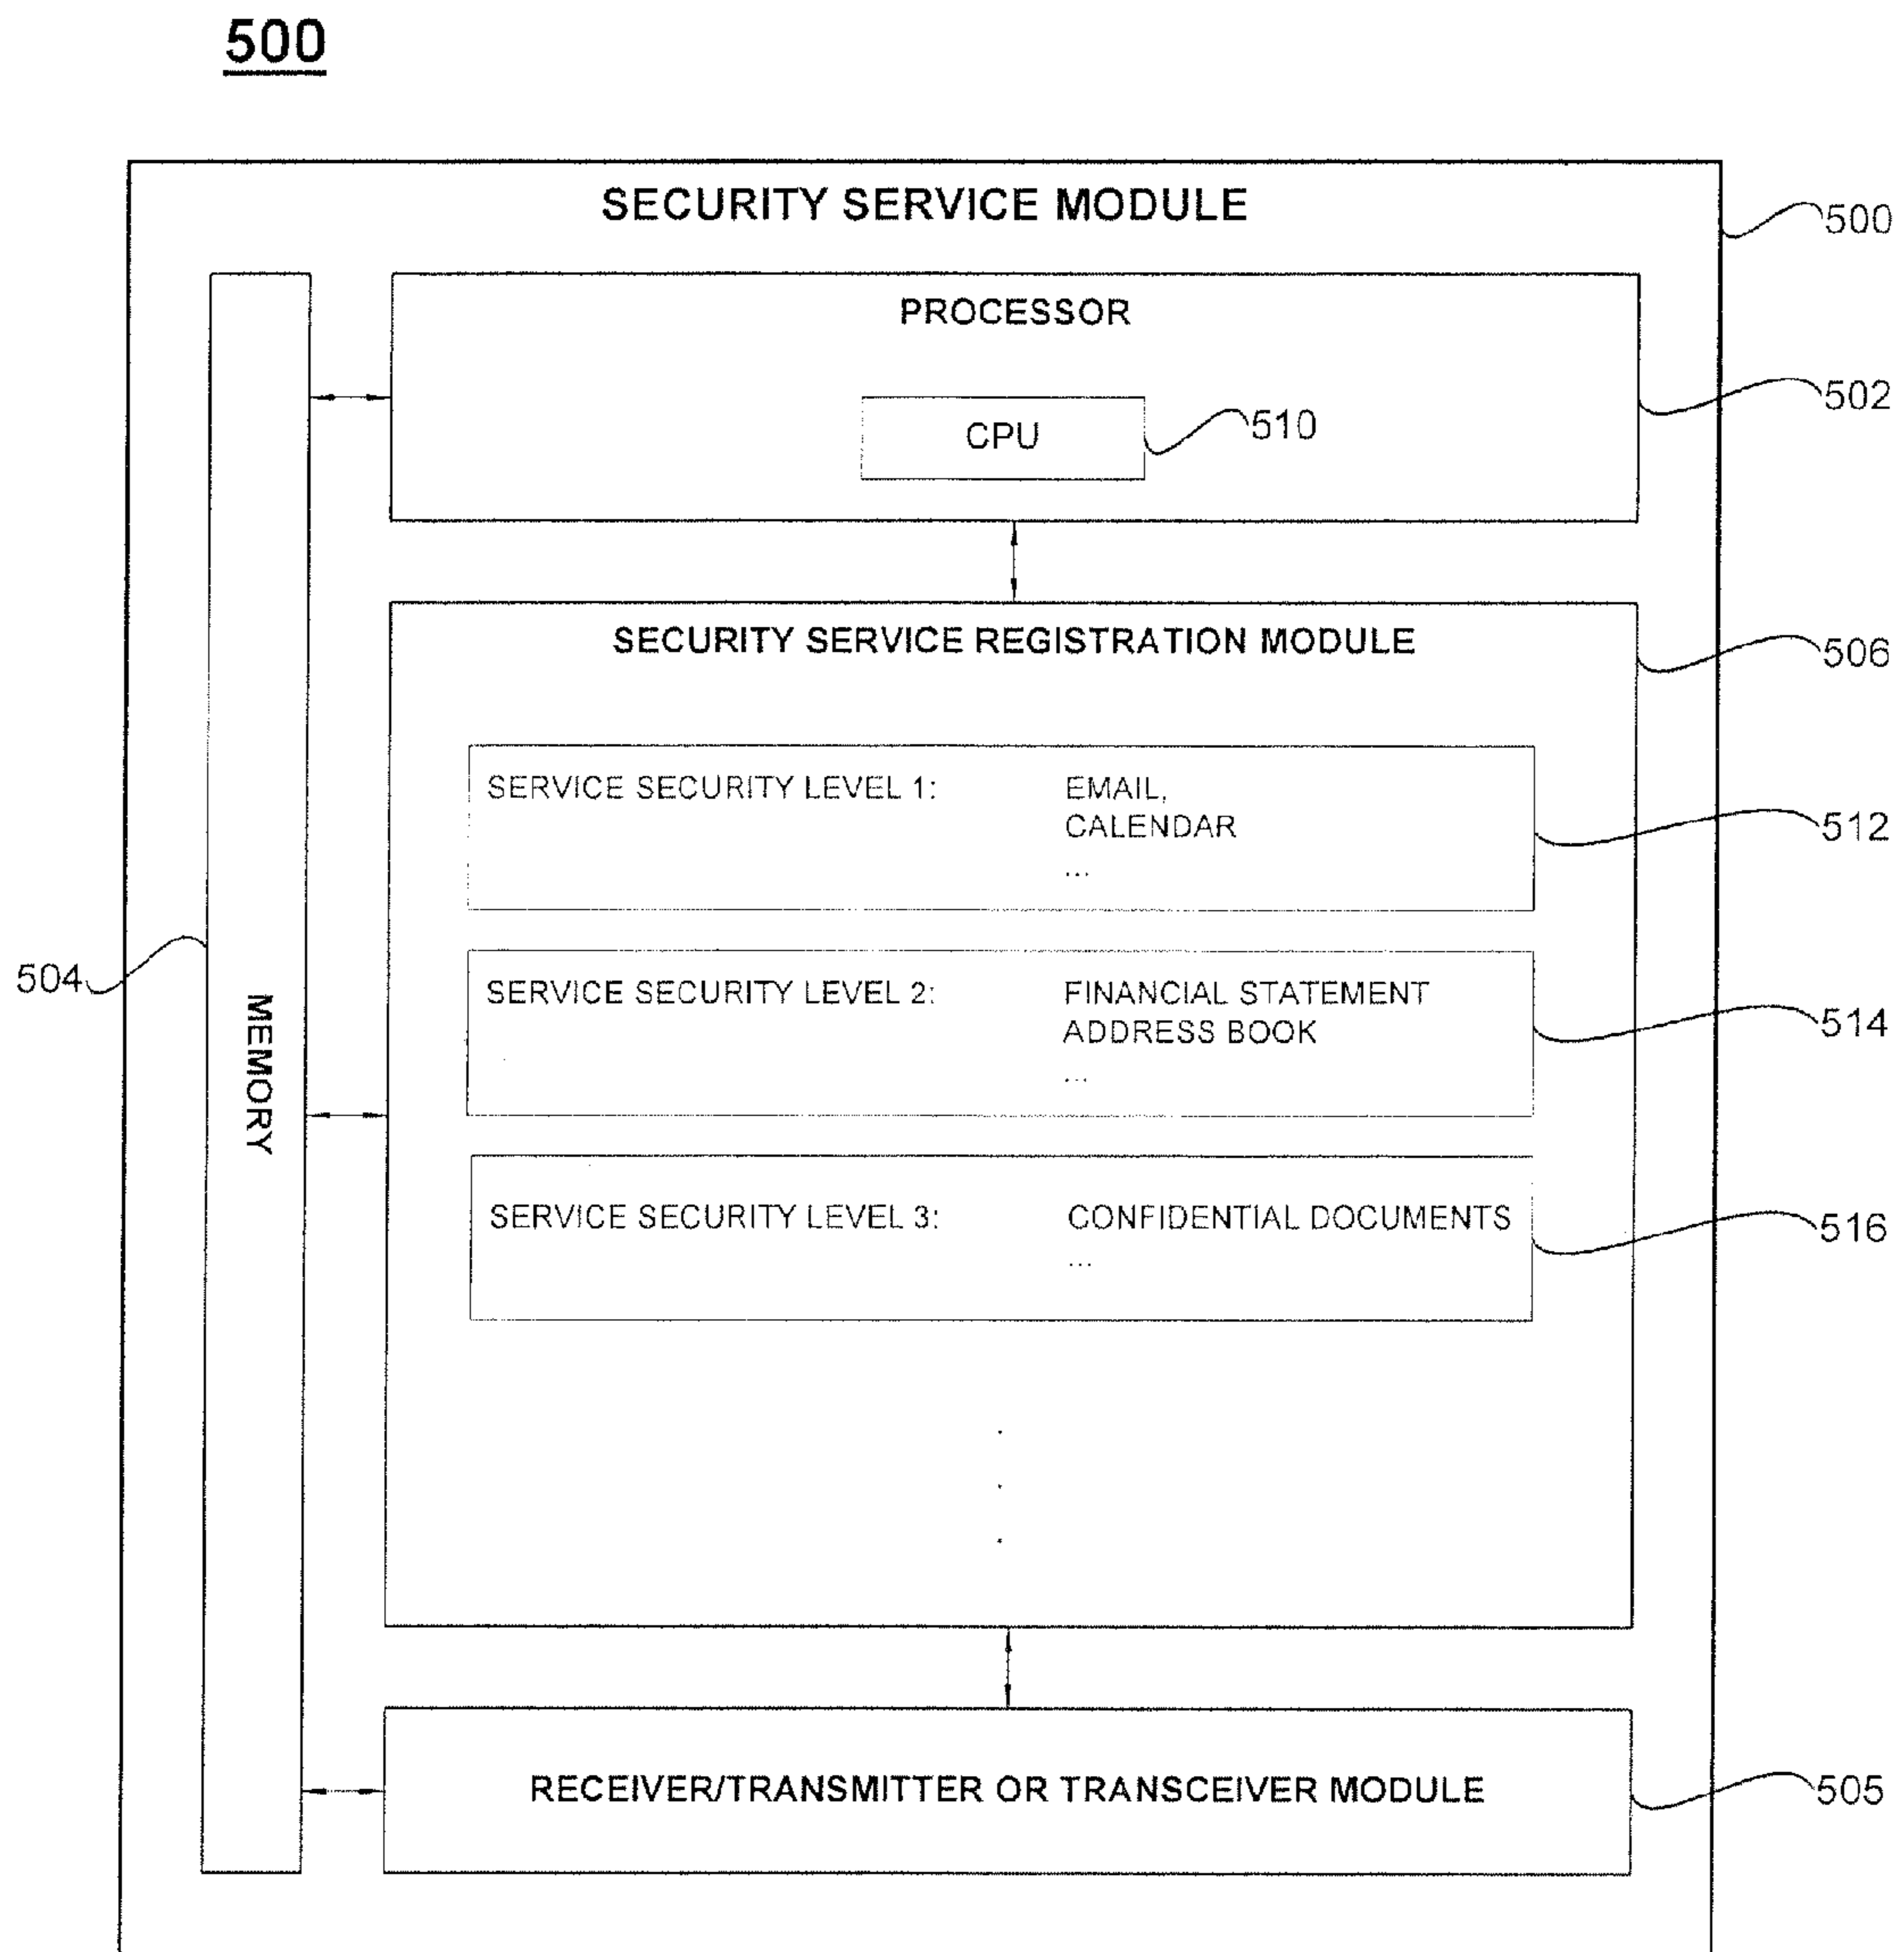 500
SECURITY SERVICE MODULE
500
PROCESSOR
502
CPU
510
SECURITY SERVICE REGISTRATION MODULE
506
SERVICE SECURITY LEVEL 1: EMAIL,
CALENDAR
...
512
504
MEMORY
SERVICE SECURITY LEVEL 2: FINANCIAL STATEMENT
ADDRESS BOOK
...
514
SERVICE SECURITY LEVEL 3: CONFIDENTIAL DOCUMENTS
...
516
.
.
.
RECEIVER/TRANSMITTER OR TRANSCEIVER MODULE
505